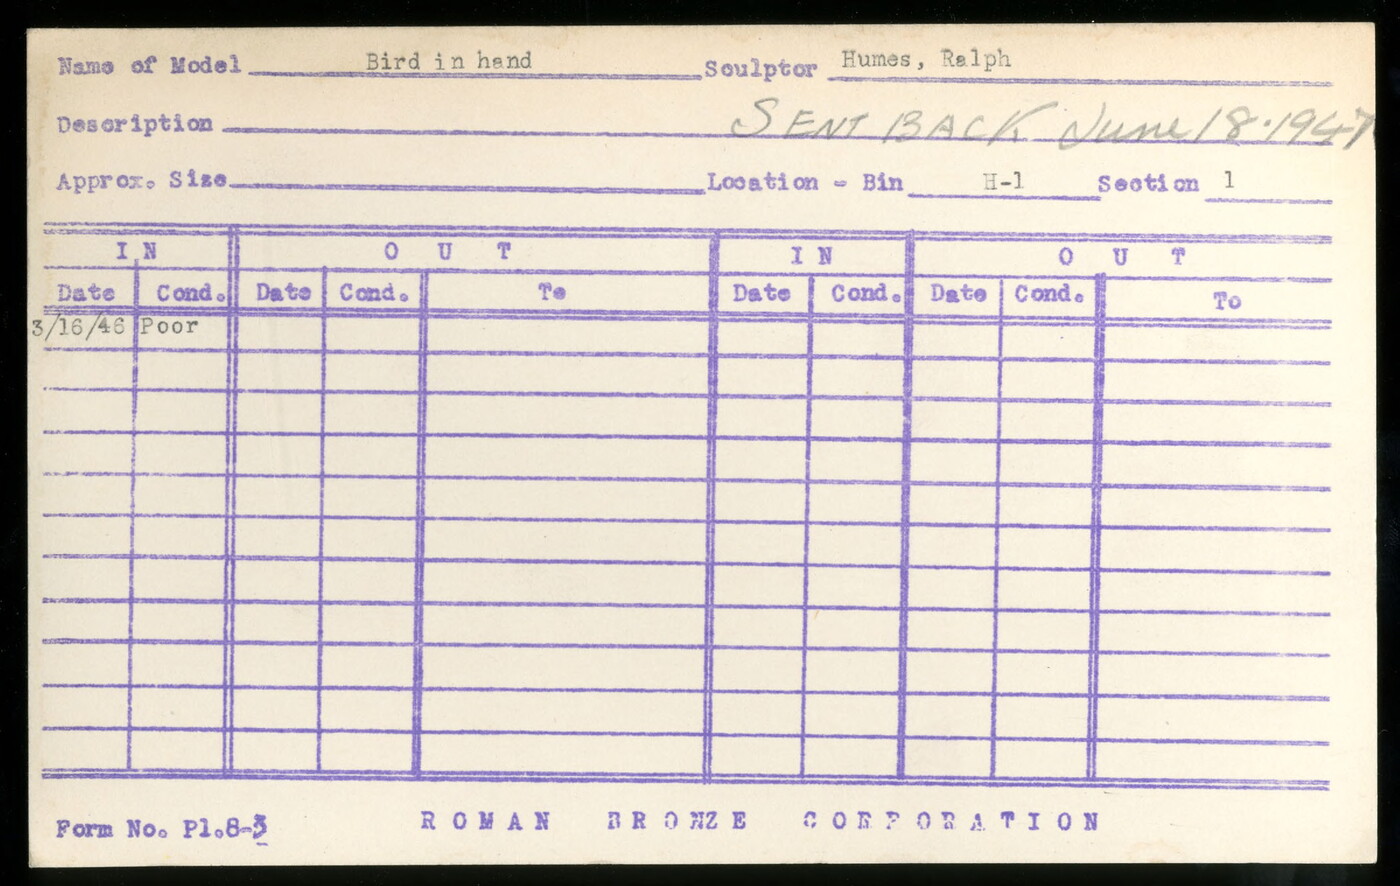 Name of Model Bird in hand Sculptor Humes, Ralph
Description SENT BACK June 18·1947
Approx. Size Location - Bin H-1 Section 1
IN OUT IN OUT
Date Cond. Date Cond. To Date Cond. Date Cond. To
3/16/46 Poor
Form No. Pl.8-3 ROMAN BRONZE CORPORATION